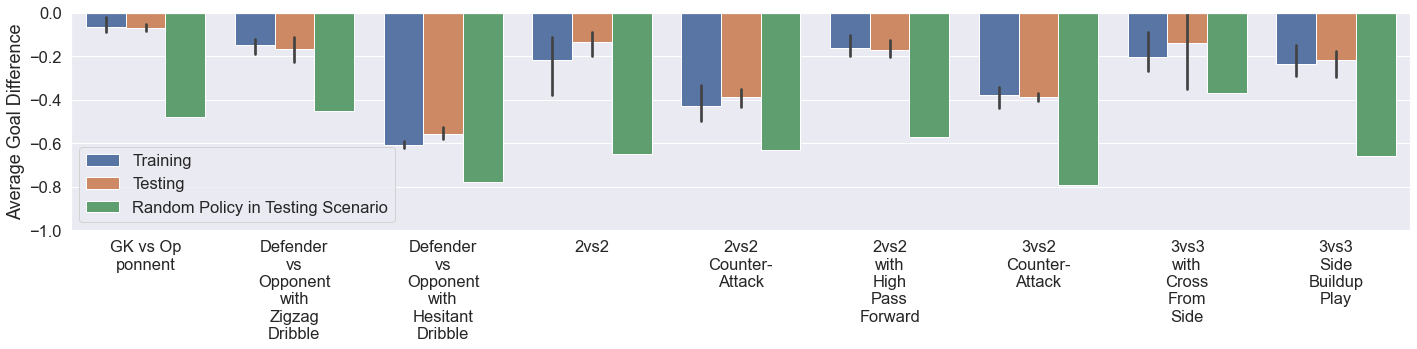 Average Goal Difference
0.0
−0.2
−0.4
−0.6
−0.8
−1.0
Training
Testing
Random Policy in Testing Scenario
GK vs Op
ponnent
Defender
vs
Opponent
with
Zigzag
Dribble
Defender
vs
Opponent
with
Hesitant
Dribble
2vs2
2vs2
Counter-
Attack
2vs2
with
High
Pass
Forward
3vs2
Counter-
Attack
3vs3
with
Cross
From
Side
3vs3
Side
Buildup
Play